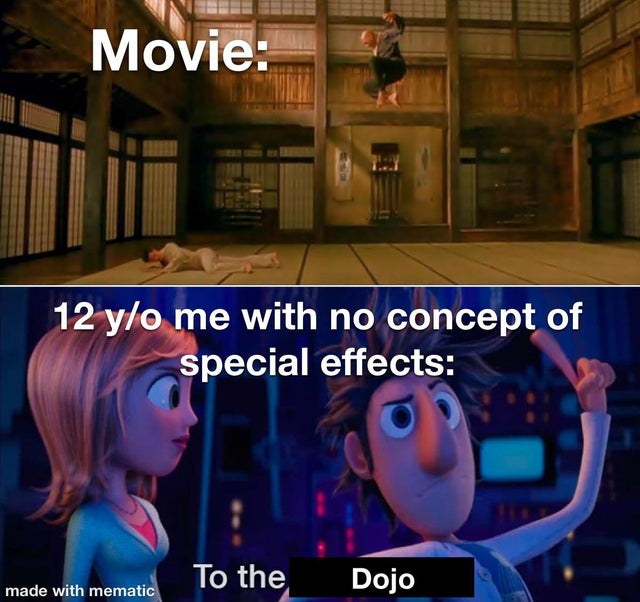 Movie:
12 y/o me with no concept of
special effects:
To the Dojo
made with mematic